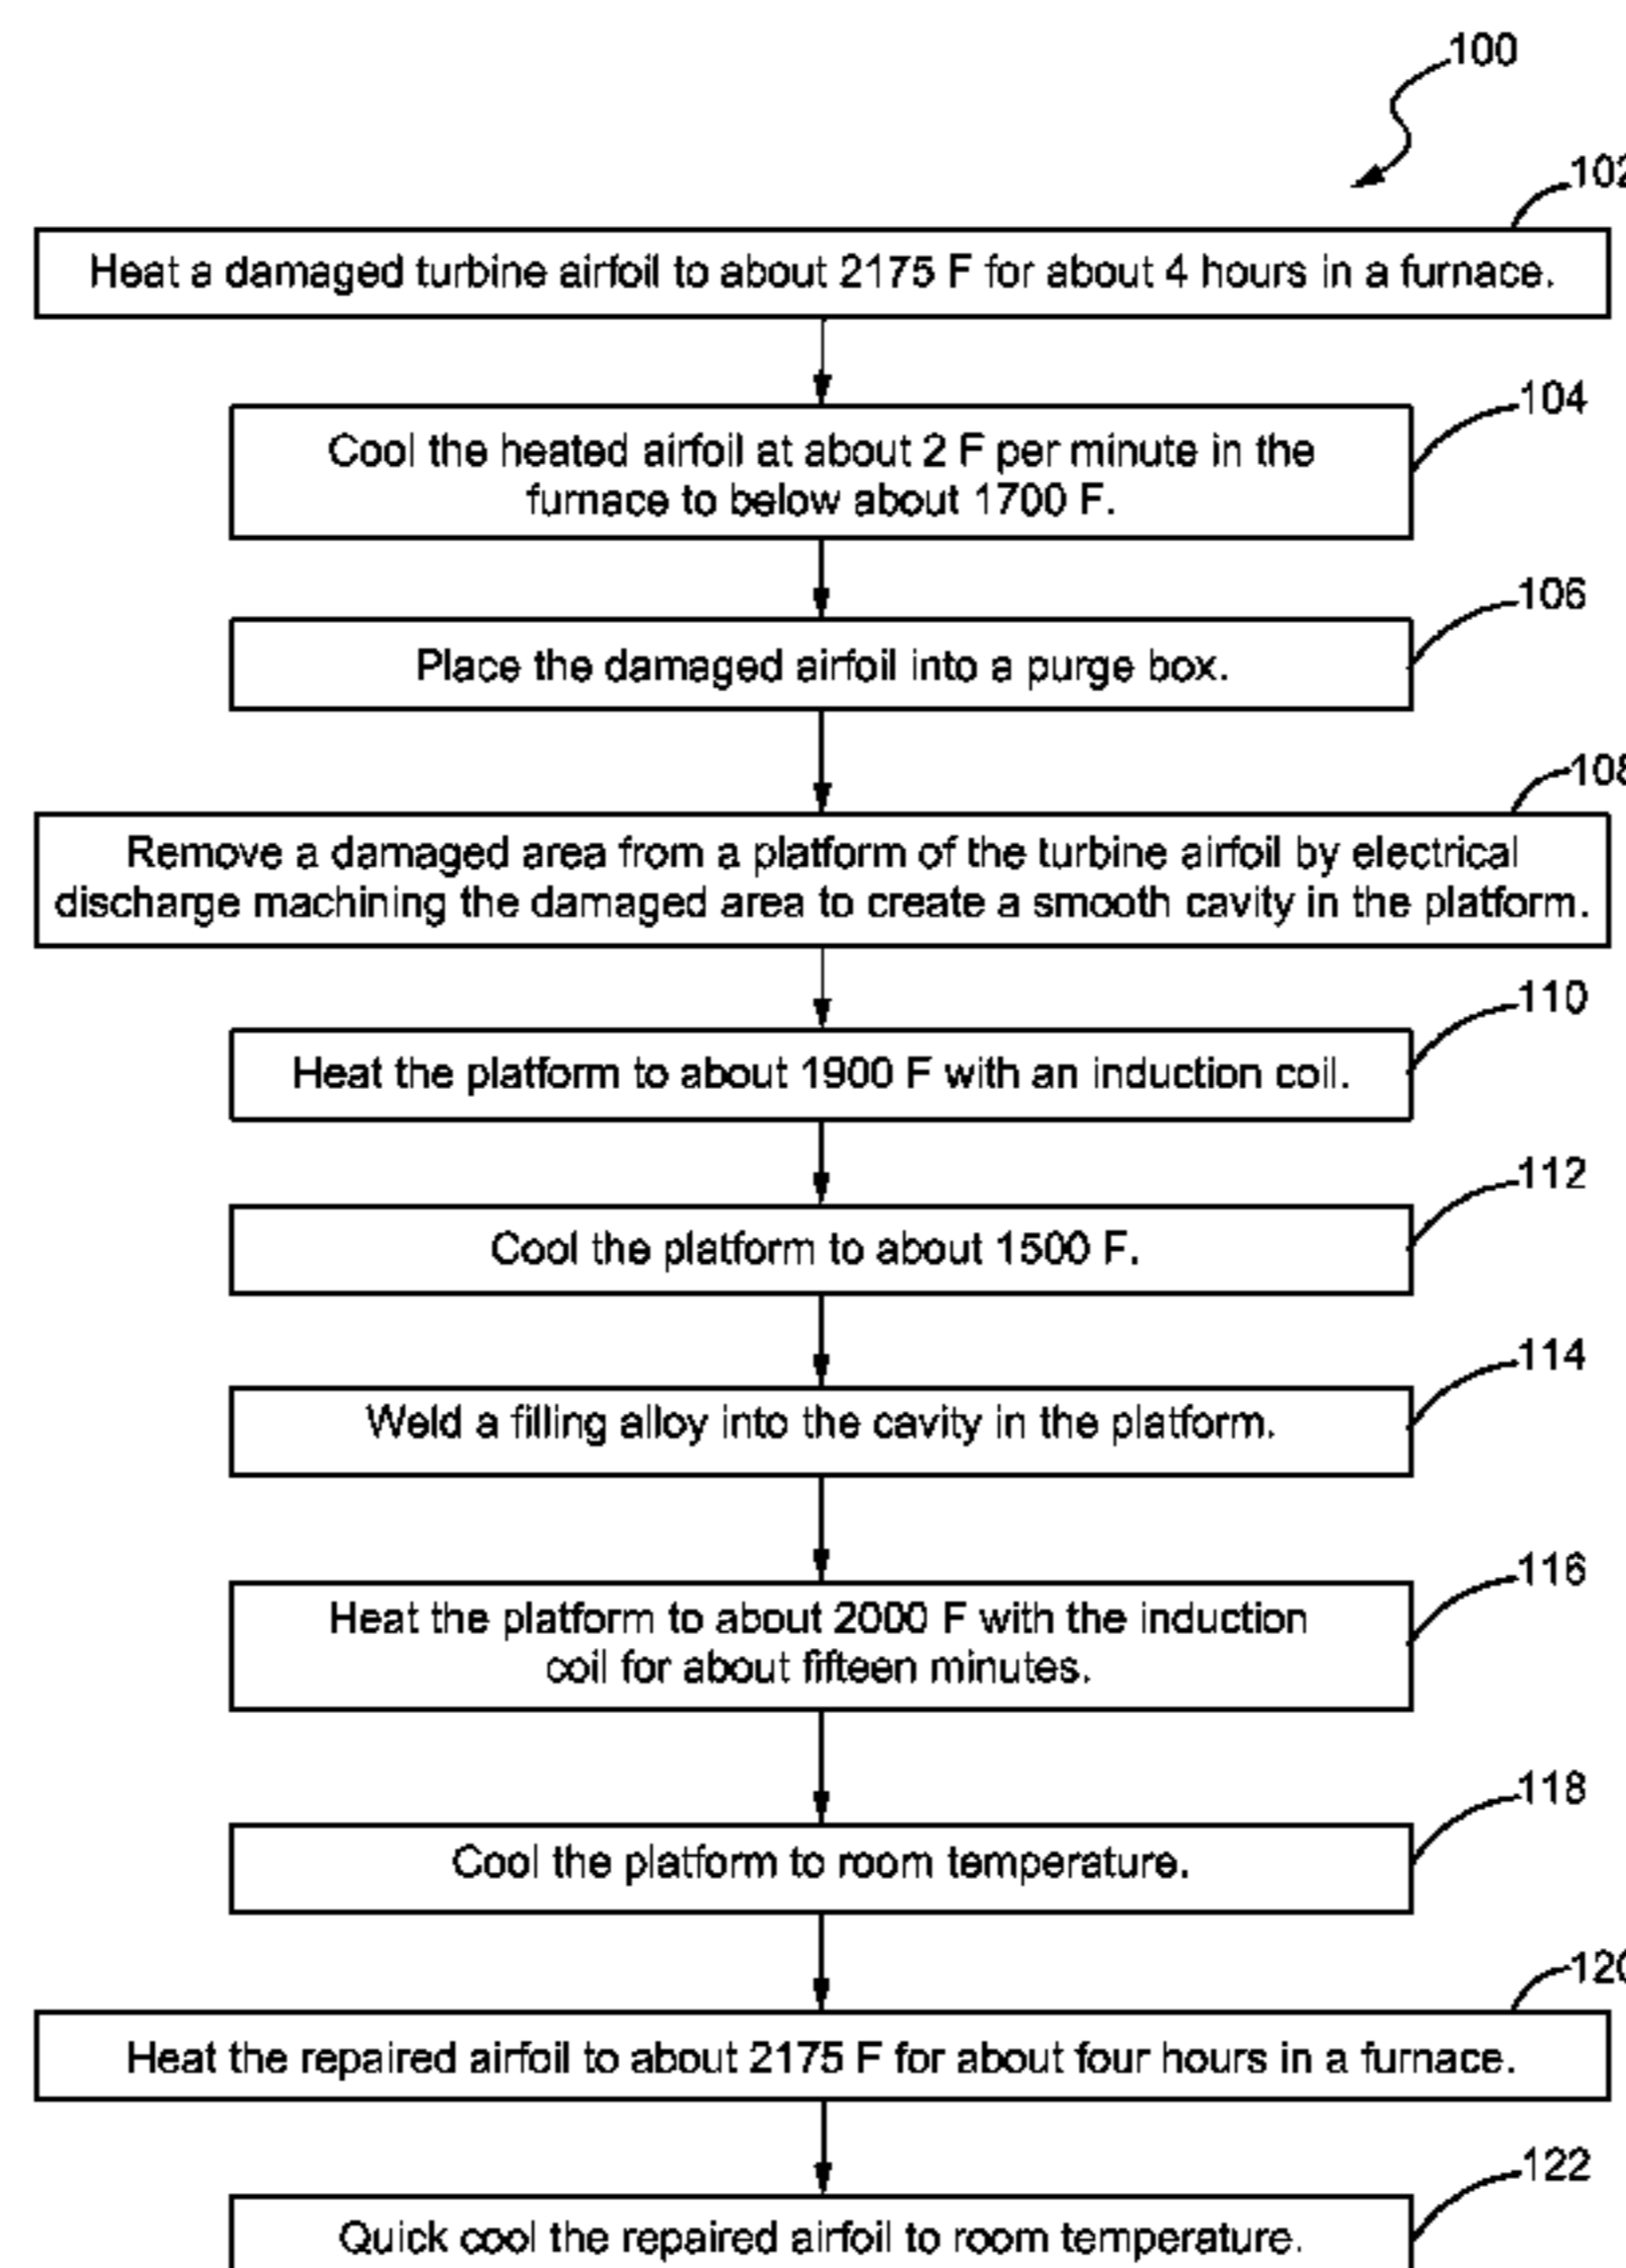 100
102
Heat a damaged turbine airfoil to about 2175 F for about 4 hours in a furnace.
104
Cool the heated airfoil at about 2 F per minute in the
furnace to below about 1700 F.
106
Place the damaged airfoil into a purge box.
108
Remove a damaged area from a platform of the turbine airfoil by electrical
discharge machining the damaged area to create a smooth cavity in the platform.
110
Heat the platform to about 1900 F with an induction coil.
112
Cool the platform to about 1500 F.
114
Weld a filling alloy into the cavity in the platform.
116
Heat the platform to about 2000 F with the induction
coil for about fifteen minutes.
118
Cool the platform to room temperature.
120
Heat the repaired airfoil to about 2175 F for about four hours in a furnace.
122
Quick cool the repaired airfoil to room temperature.